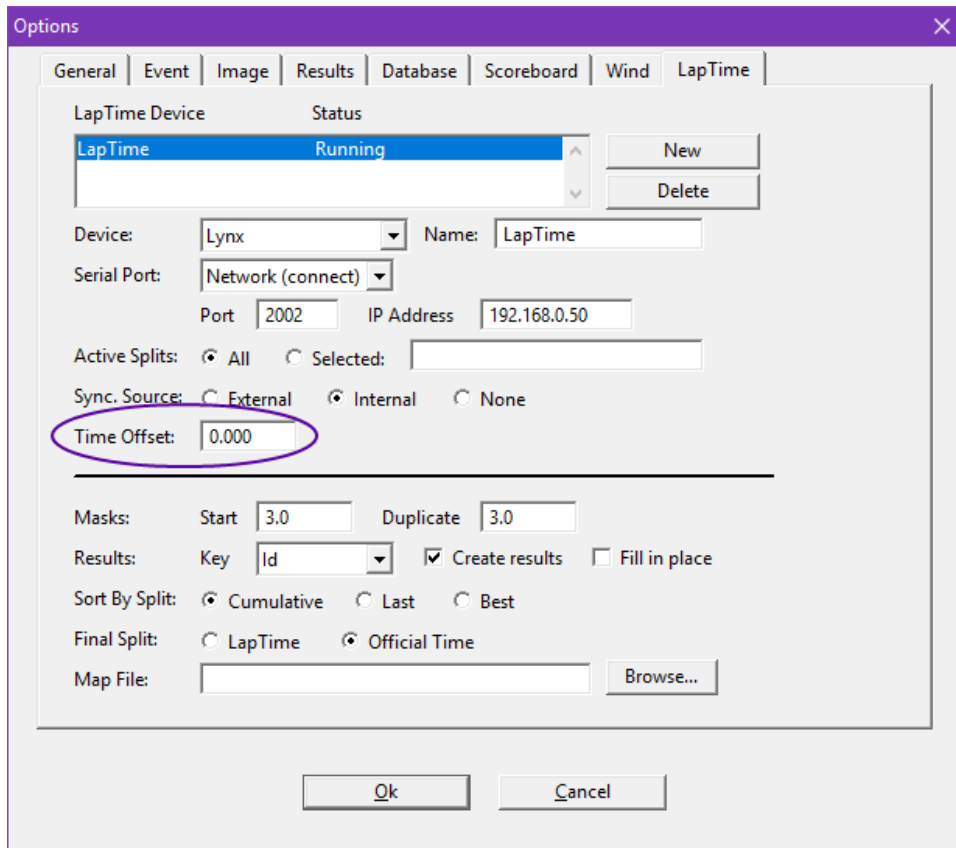 Options
General Event Image Results Database Scoreboard Wind LapTime
LapTime Device Status
LapTime Running New
Delete
Device: Lynx Name: LapTime
Serial Port: Network (connect)
Port 2002 IP Address 192.168.0.50
Active Splits: All Selected:
Sync. Source: External Internal None
Time Offset: 0.000
Masks: Start 3.0 Duplicate 3.0
Results: Key Id Create results Fill in place
Sort By Split: Cumulative Last Best
Final Split: LapTime Official Time
Map File: Browse...
Ok Cancel